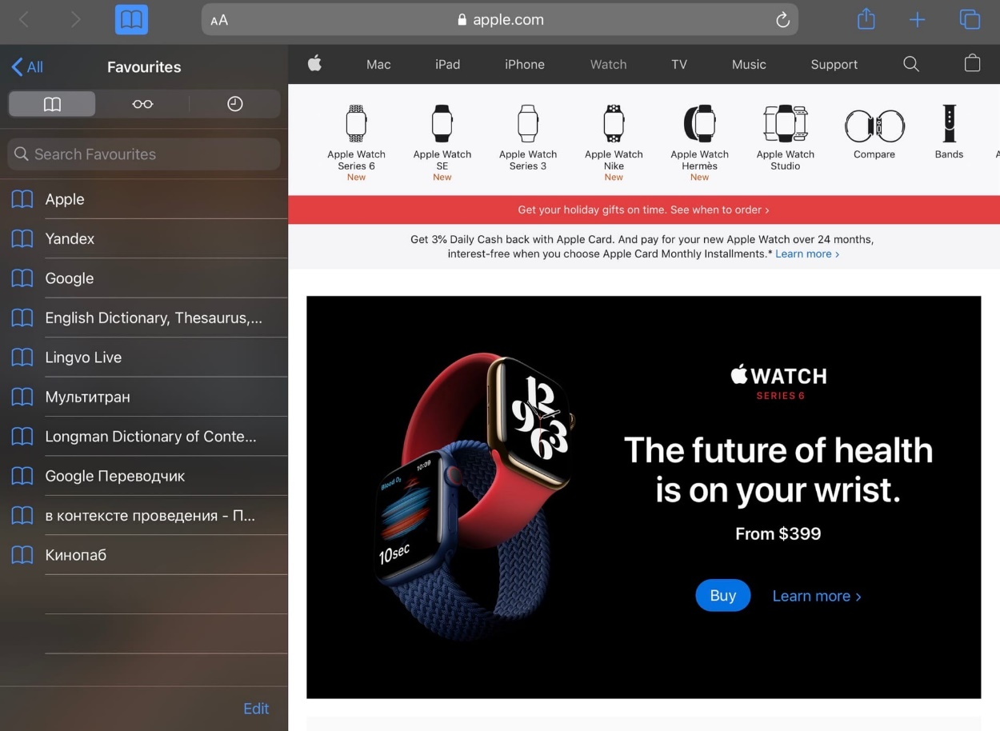 AA
apple.com
All
Favourites
Search Favourites
Apple
Yandex
Google
English Dictionary, Thesaurus,...
Lingvo Live
Мультитран
Longman Dictionary of Conte...
Google Переводчик
в контексте проведения - П...
Кинопаб
Edit
Mac iPad iPhone Watch TV Music Support
Apple Watch
Series 6
New
Apple Watch
SE
New
Apple Watch
Series 3
Apple Watch
Nike
New
Apple Watch
Hermès
New
Apple Watch
Studio
Compare
Bands
Get your holiday gifts on time. See when to order >
Get 3% Daily Cash back with Apple Card. And pay for your new Apple Watch over 24 months,
interest-free when you choose Apple Card Monthly Installments.* Learn more >
WATCH
SERIES 6
The future of health
is on your wrist.
From $399
Buy Learn more >
12
9 3
6
10:09
Blood O₂
10sec